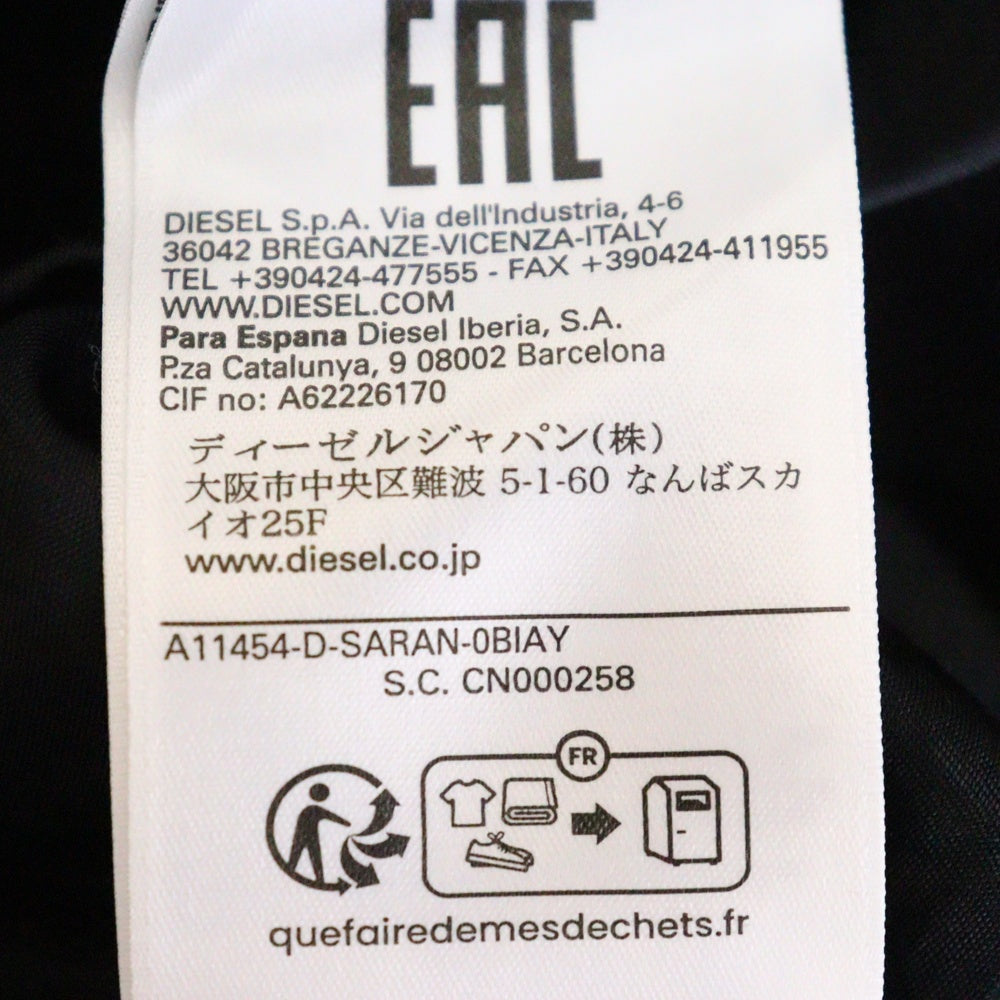 EAC
DIESEL S.p.A. Via dell'Industria, 4-6
36042 BREGANZE-VICENZA-ITALY
TEL +390424-477555 - FAX +390424-411955
WWW.DIESEL.COM
Para Espana Diesel Iberia, S.A.
P.za Catalunya, 9 08002 Barcelona
CIF no: A62226170
ディーゼルジャパン(株)
大阪市中央区難波 5-1-60 なんばスカ
イオ25F
www.diesel.co.jp
A11454-D-SARAN-0BIAY
S.C. CN000258
FR
quefairedemesdechets.fr